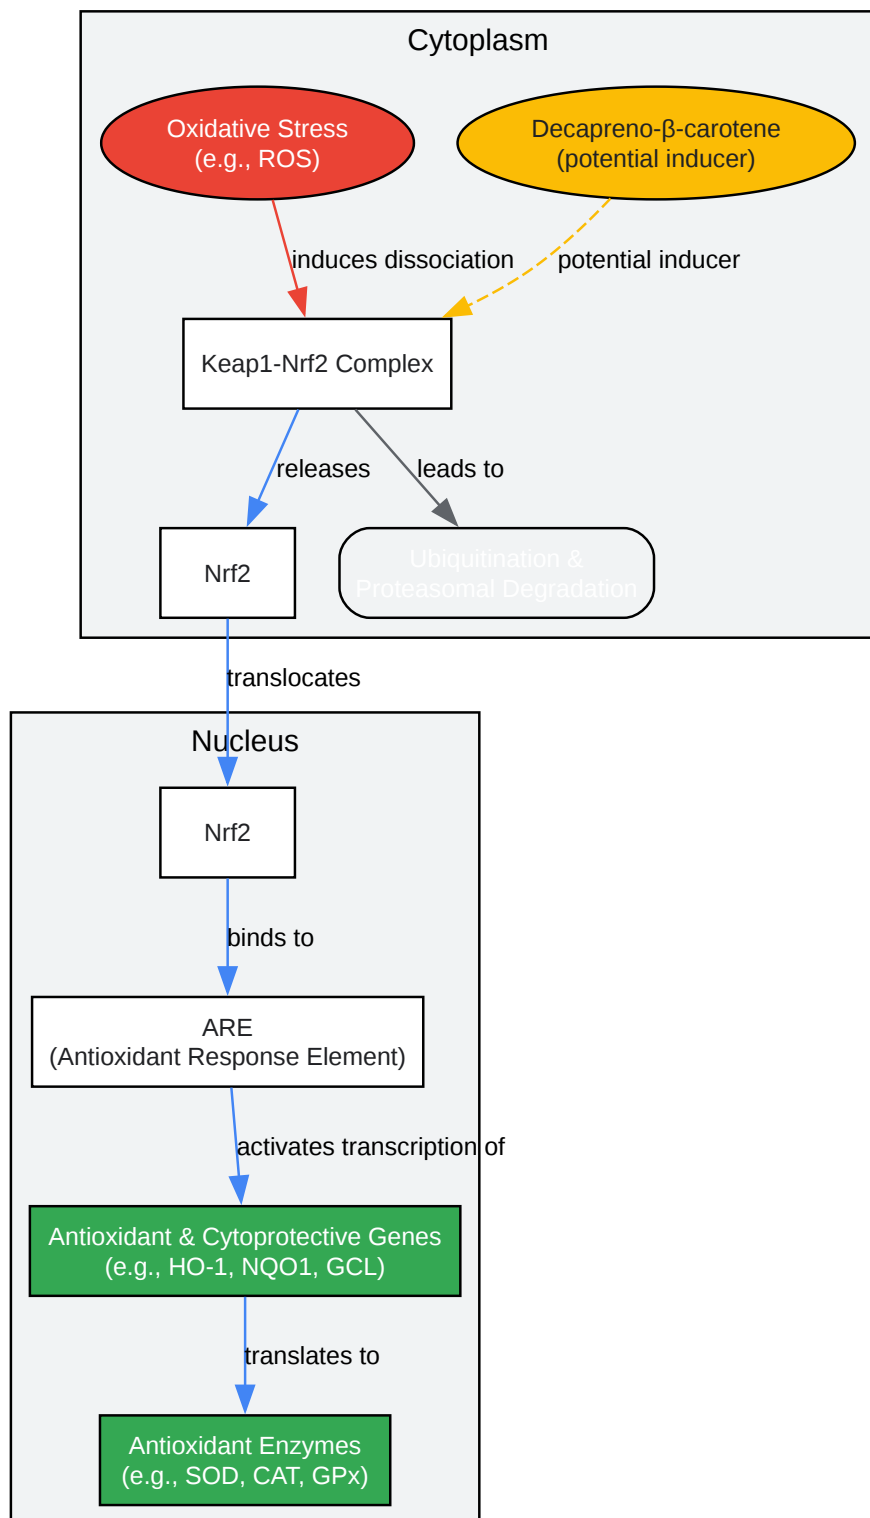 Cytoplasm
Oxidative Stress
(e.g., ROS)
Decapreno-β-carotene
(potential inducer)
induces dissociation
potential inducer
Keap1-Nrf2 Complex
releases
leads to
Nrf2
Ubiquitination &
Proteasomal Degradation
translocates
Nucleus
Nrf2
binds to
ARE
(Antioxidant Response Element)
activates transcription of
Antioxidant & Cytoprotective Genes
(e.g., HO-1, NQO1, GCL)
translates to
Antioxidant Enzymes
(e.g., SOD, CAT, GPx)